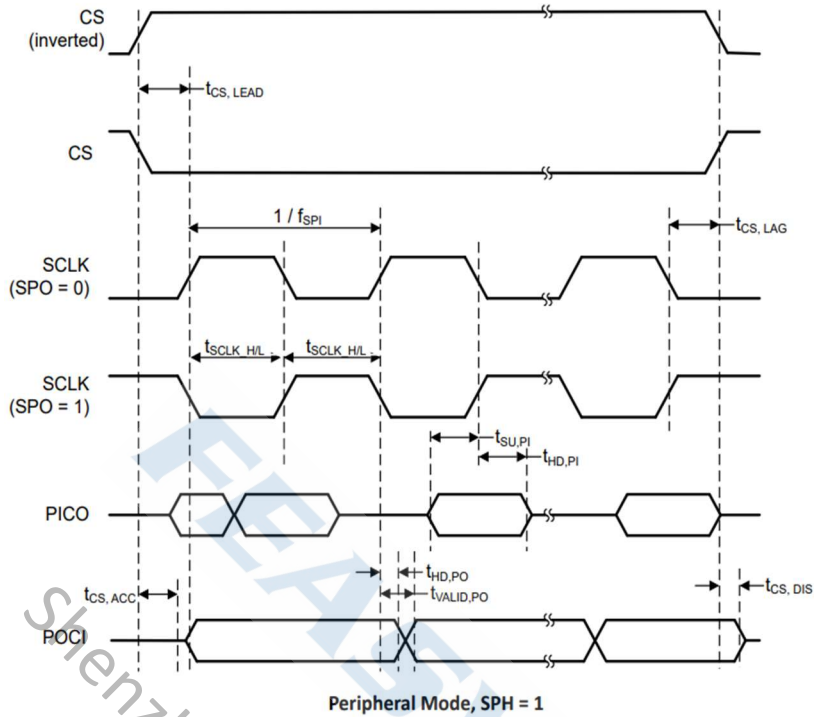 CS
(inverted)
tCS, LEAD
CS
1 / fSPI
tCS, LAG
SCLK
(SPO = 0)
tSCLK_H/L
tSCLK_H/L
SCLK
(SPO = 1)
tSU,PI
tHD,PI
PICO
tHD,PO
tVALID,PO
tCS,ACC
tCS, DIS
POCI
Peripheral Mode, SPH = 1